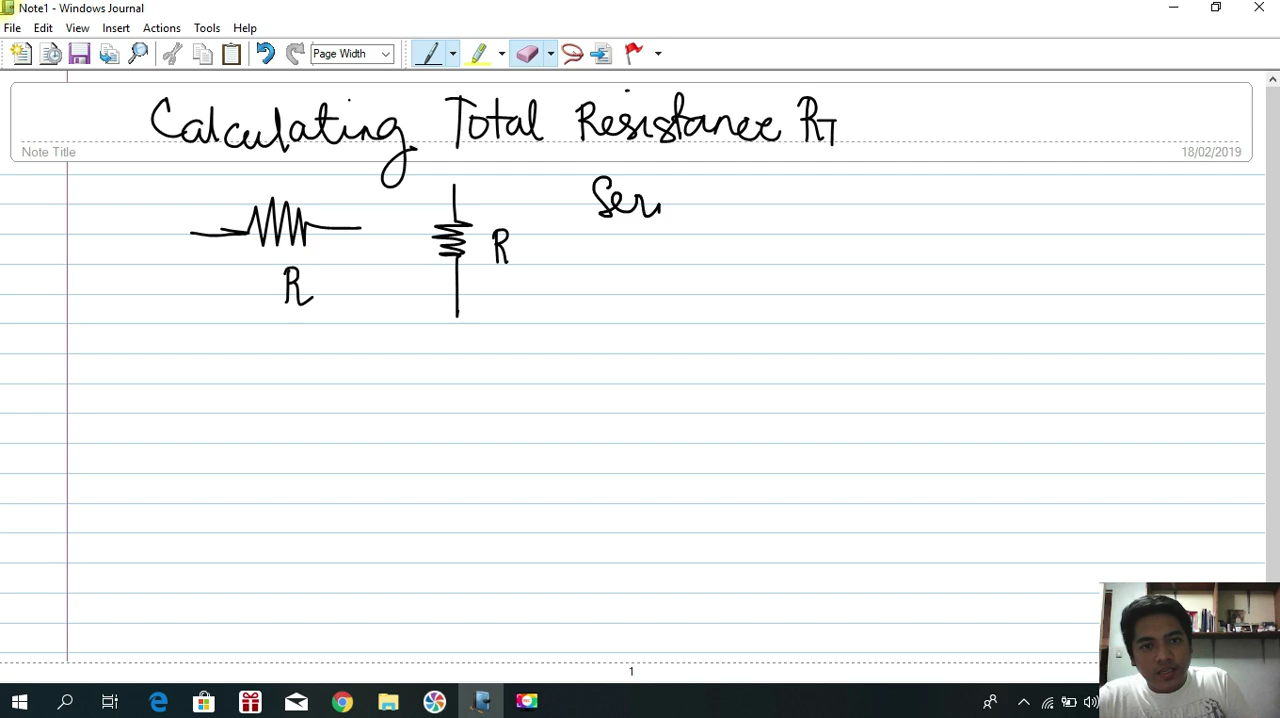 Note1 - Windows Journal
File Edit View Insert Actions Tools Help
Page Width
Calculating Total Resistance RT
Note Title
18/02/2019
Seri
R
R
1